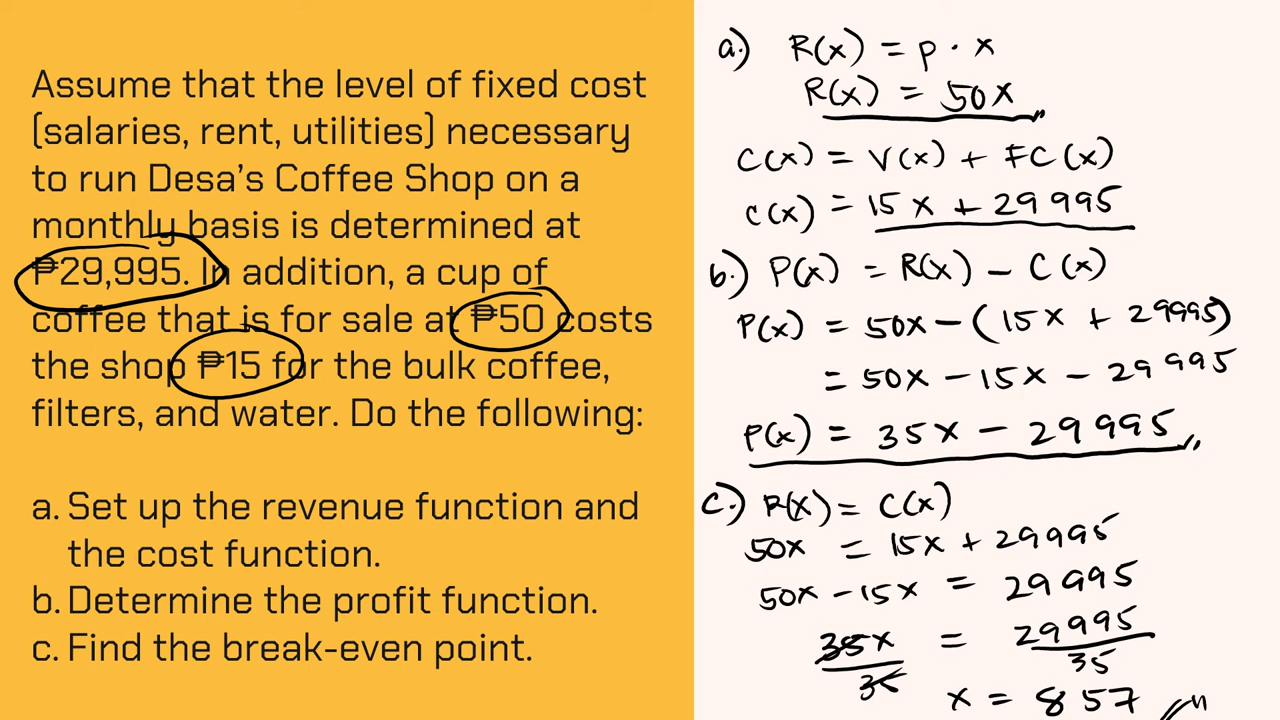 Assume that the level of fixed cost
(salaries, rent, utilities) necessary
to run Desa's Coffee Shop on a
monthly basis is determined at
₱29,995. In addition, a cup of
coffee that is for sale at ₱50 costs
the shop ₱15 for the bulk coffee,
filters, and water. Do the following:
a. Set up the revenue function and
the cost function.
b. Determine the profit function.
c. Find the break-even point.
a.) R(x) = p · x
R(x) = 50x
C(x) = V(x) + FC(x)
C(x) = 15x + 29995
b.) P(x) = R(x) - C(x)
P(x) = 50x - (15x + 29995)
= 50x - 15x - 29995
P(x) = 35x - 29995
c.) R(x) = C(x)
50x = 15x + 29995
50x - 15x = 29995
35x/35 = 29995/35
x = 857